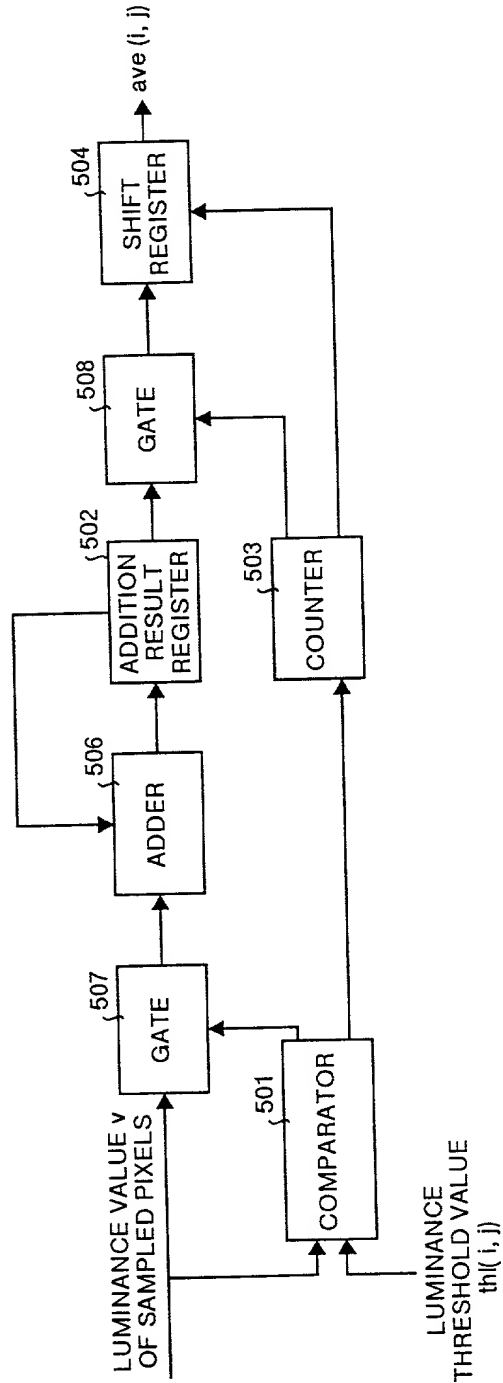 LUMINANCE VALUE v
OF SAMPLED PIXELS
507
GATE
506
ADDER
502
ADDITION
RESULT
REGISTER
508
GATE
504
SHIFT
REGISTER
ave (i, j)
501
COMPARATOR
503
COUNTER
LUMINANCE
THRESHOLD VALUE
thl( i, j)